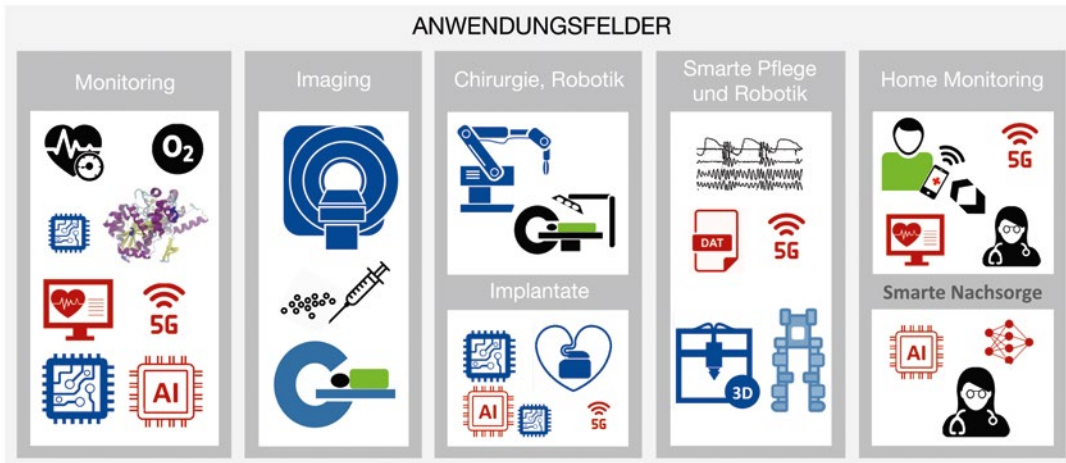 ANWENDUNGSFELDER
Monitoring
O2
5G
AI
Imaging
Chirurgie, Robotik
Implantate
AI
5G
Smarte Pflege
und Robotik
DAT
5G
3D
Home Monitoring
5G
Smarte Nachsorge
AI